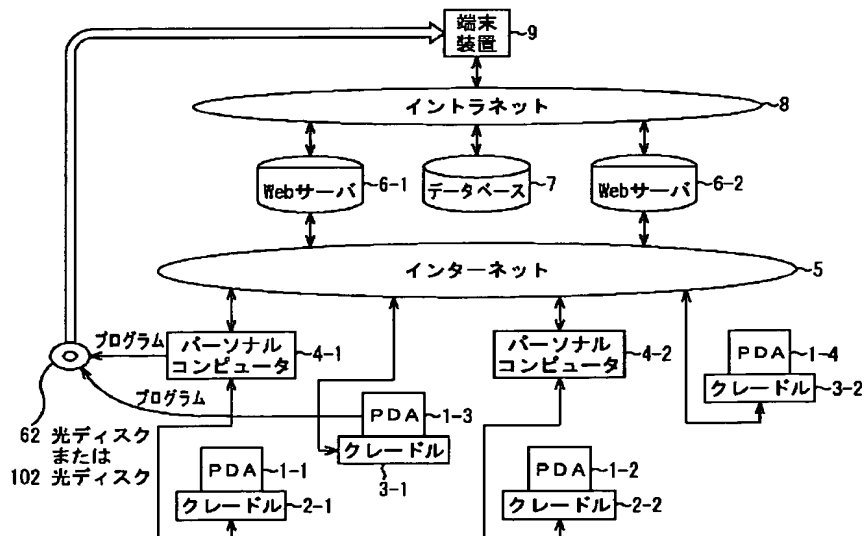 端末
装置
9
イントラネット
8
Webサーバ
6-1
データベース
7
Webサーバ
6-2
インターネット
5
プログラム
パーソナル
コンピュータ
4-1
パーソナル
コンピュータ
4-2
PDA
1-4
クレードル
3-2
プログラム
PDA
1-3
クレードル
3-1
62 光ディスク
または
102 光ディスク
PDA
1-1
クレードル
2-1
PDA
1-2
クレードル
2-2